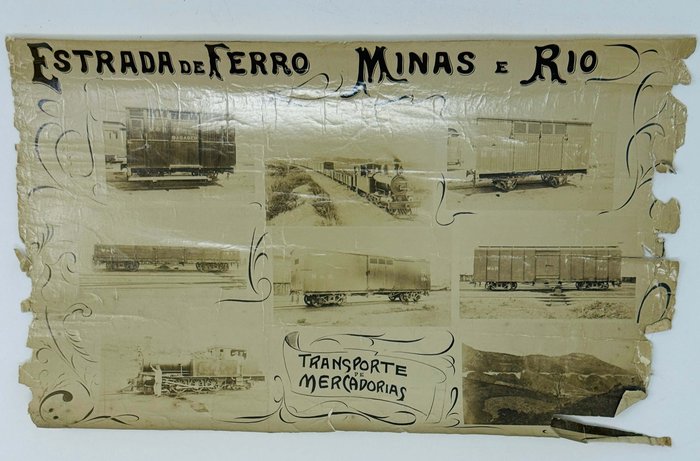 ESTRADA DE FERRO MINAS E RIO
TRANSPORTE
DE
MERCADORIAS